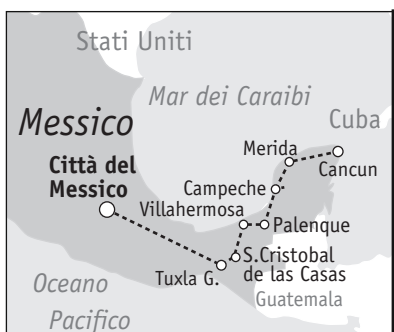 Stati Uniti
Mar dei Caraibi
Messico
Cuba
Merida
Città del
Messico
Cancun
Campeche
Villahermosa
Palenque
S.Cristobal
de las Casas
Tuxla G.
Oceano
Pacifico
Guatemala